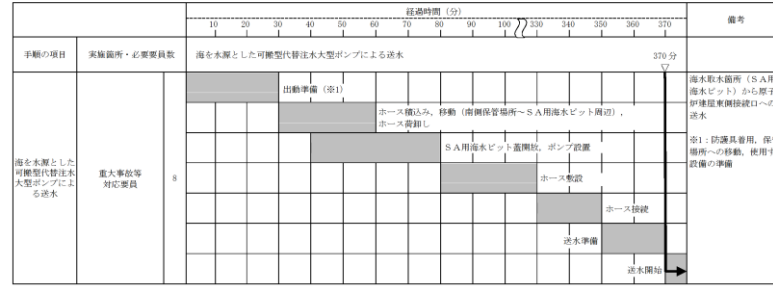 経過時間（分）
備考
10 20 30 40 50 60 70 80 90 100 330 340 350 360 370
手順の項目
実施箇所・必要要員数
海を水源とした可搬型代替注水大型ポンプによる送水
370分
海を水源とした
可搬型代替注水
大型ポンプによ
る送水
重大事故等
対応要員
8
出動準備（※1）
ホース積込み，移動（南側保管場所～ＳＡ用海水ピット周辺），
ホース荷卸し
ＳＡ用海水ピット蓋開放，ポンプ設置
ホース敷設
ホース接続
送水準備
送水開始
海水取水箇所（ＳＡ用
海水ピット）から原子
炉建屋東側接続口への
送水
※1：防護具着用，保
場所への移動，使用す
設備の準備